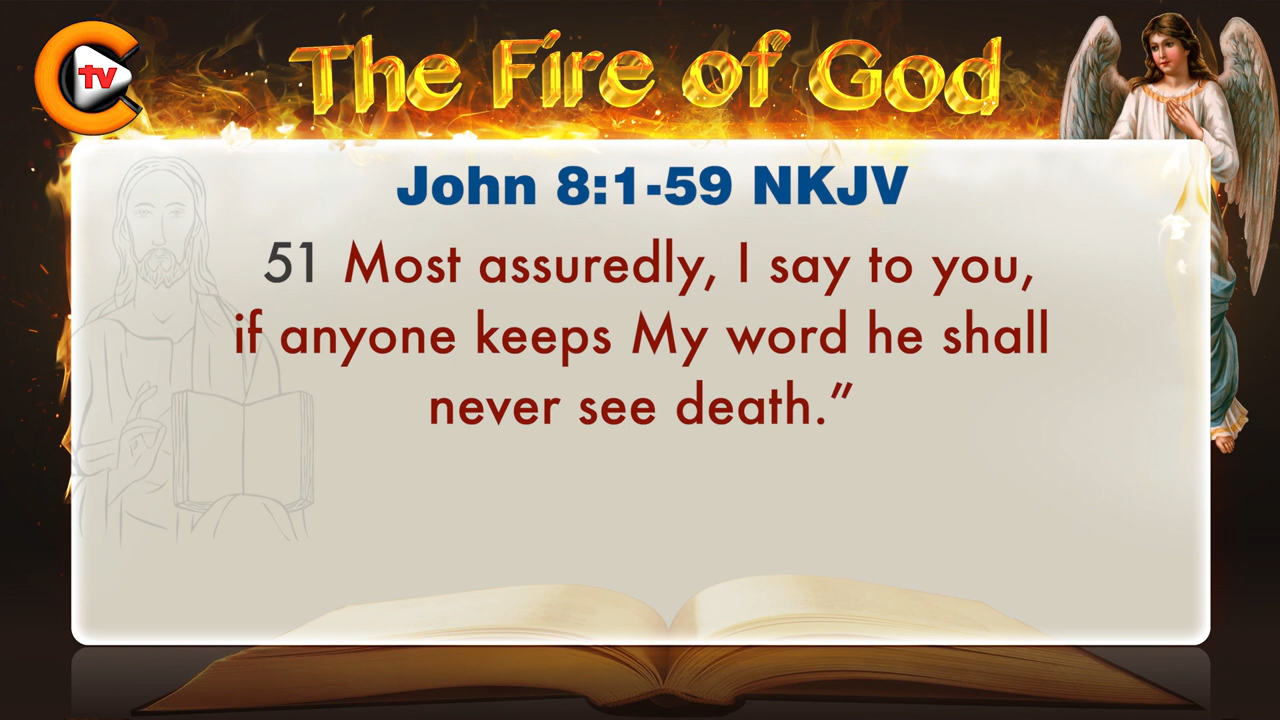 tv
The Fire of God
John 8:1-59 NKJV
51 Most assuredly, I say to you,
if anyone keeps My word he shall
never see death.”